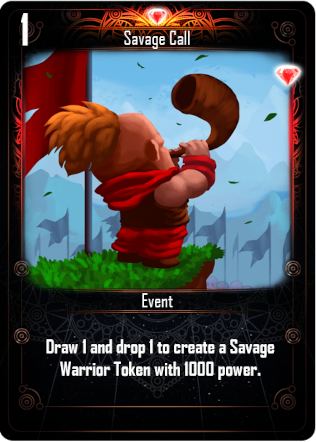 1
Savage Call
Event
Draw 1 and drop 1 to create a Savage
Warrior Token with 1000 power.